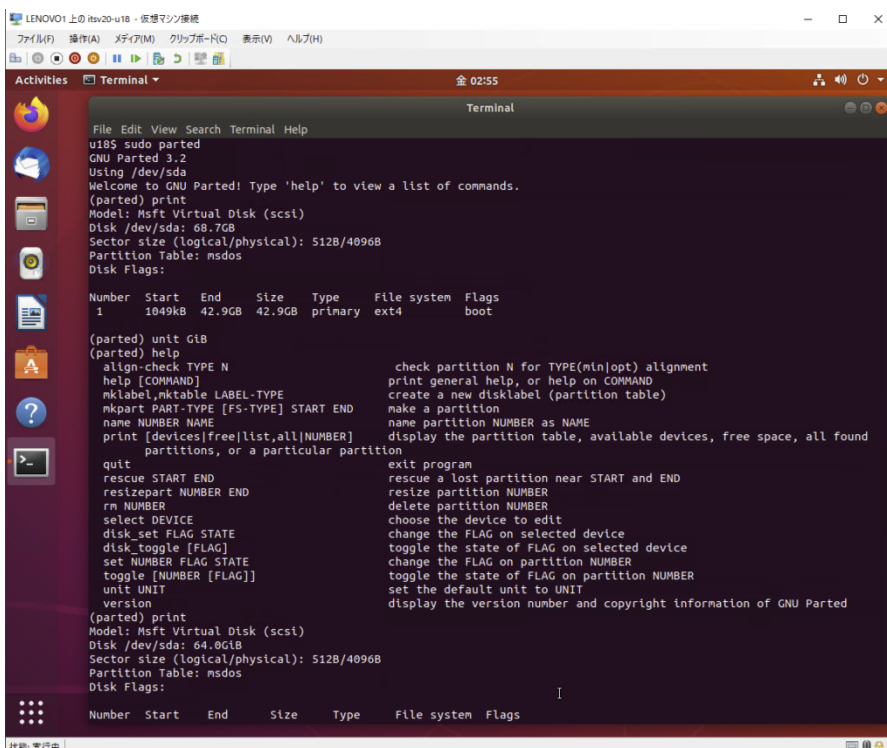 LENOVO1 上の itsv20-u18 - 仮想マシン接続
ファイル(F) 操作(A) メディア(M) クリップボード(C) 表示(V) ヘルプ(H)
Activities Terminal 金 02:55
Terminal
File Edit View Search Terminal Help
u18$ sudo parted
GNU Parted 3.2
Using /dev/sda
Welcome to GNU Parted! Type 'help' to view a list of commands.
(parted) print
Model: Msft Virtual Disk (scsi)
Disk /dev/sda: 68.7GB
Sector size (logical/physical): 512B/4096B
Partition Table: msdos
Disk Flags:
Number Start End Size Type File system Flags
1 1049kB 42.9GB 42.9GB primary ext4 boot
(parted) unit GiB
(parted) help
align-check TYPE N check partition N for TYPE(min|opt) alignment
help [COMMAND] print general help, or help on COMMAND
mklabel,mktable LABEL-TYPE create a new disklabel (partition table)
mkpart PART-TYPE [FS-TYPE] START END make a partition
name NUMBER NAME name partition NUMBER as NAME
print [devices|free|list,all|NUMBER] display the partition table, available devices, free space, all found
partitions, or a particular partition
quit exit program
rescue START END rescue a lost partition near START and END
resizepart NUMBER END resize partition NUMBER
rm NUMBER delete partition NUMBER
select DEVICE choose the device to edit
disk_set FLAG STATE change the FLAG on selected device
disk_toggle [FLAG] toggle the state of FLAG on selected device
set NUMBER FLAG STATE change the FLAG on partition NUMBER
toggle [NUMBER [FLAG]] toggle the state of FLAG on partition NUMBER
unit UNIT set the default unit to UNIT
version display the version number and copyright information of GNU Parted
(parted) print
Model: Msft Virtual Disk (scsi)
Disk /dev/sda: 64.0GiB
Sector size (logical/physical): 512B/4096B
Partition Table: msdos
Disk Flags:
Number Start End Size Type File system Flags
状態: 実行中